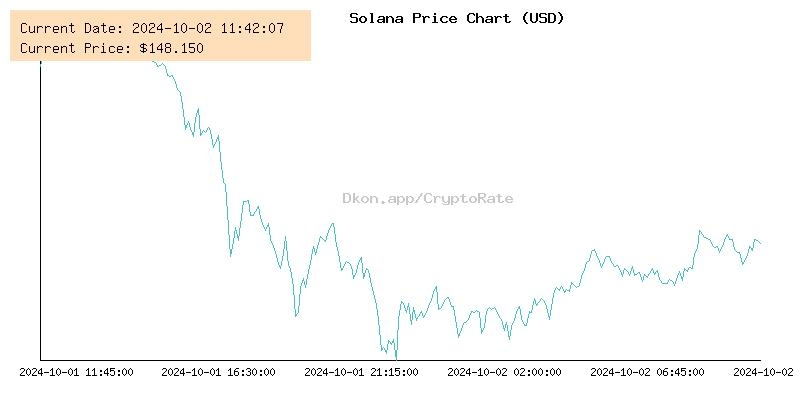 Solana Price Chart (USD)
Current Date: 2024-10-02 11:42:07
Current Price: $148.150
Dkon.app/CryptoRate
2024-10-01 11:45:00 2024-10-01 16:30:00 2024-10-01 21:15:00 2024-10-02 02:00:00 2024-10-02 06:45:00 2024-10-02